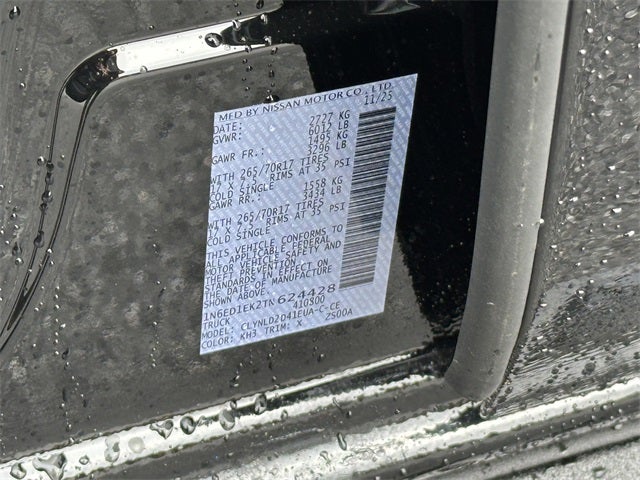 MFD BY NISSAN MOTOR CO., LTD.
DATE: 11/25
GVWR: 2727 KG
6012 LB
GAWR FR.: 1495 KG
3296 LB
WITH 265/70R17 TIRES
17 X 7.5 RIMS AT 35 PSI
COLD SINGLE
GAWR RR.: 1558 KG
3434 LB
WITH 265/70R17 TIRES
17 X 7.5 RIMS AT 35 PSI
COLD SINGLE
THIS VEHICLE CONFORMS TO
ALL APPLICABLE FEDERAL
MOTOR VEHICLE SAFETY AND
THEFT PREVENTION
STANDARDS IN EFFECT ON
THE DATE OF MANUFACTURE
SHOWN ABOVE.
1N6ED1EK2TN624428
TRUCK 41GS00
MODEL: CLYNLD2D41EUA-C-CE
COLOR: KH3 TRIM: X ZS00A